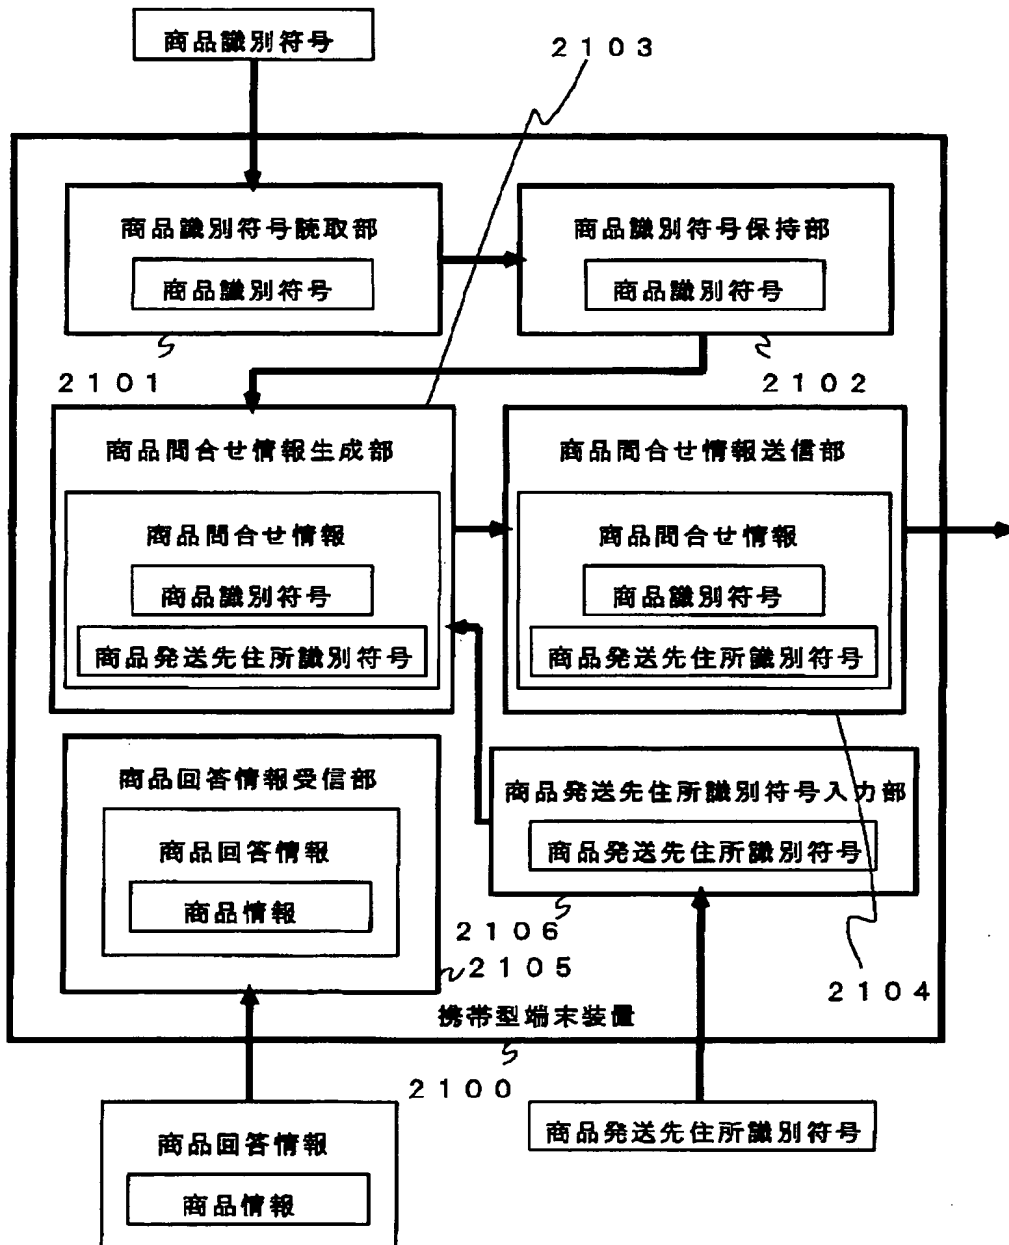 商品識別符号
2103
商品識別符号読取部
商品識別符号
商品識別符号保持部
商品識別符号
2101
2102
商品問合せ情報生成部
商品問合せ情報
商品識別符号
商品発送先住所識別符号
商品問合せ情報送信部
商品問合せ情報
商品識別符号
商品発送先住所識別符号
商品回答情報受信部
商品回答情報
商品情報
商品発送先住所識別符号入力部
商品発送先住所識別符号
2106
2105
2104
携帯型端末装置
2100
商品回答情報
商品情報
商品発送先住所識別符号